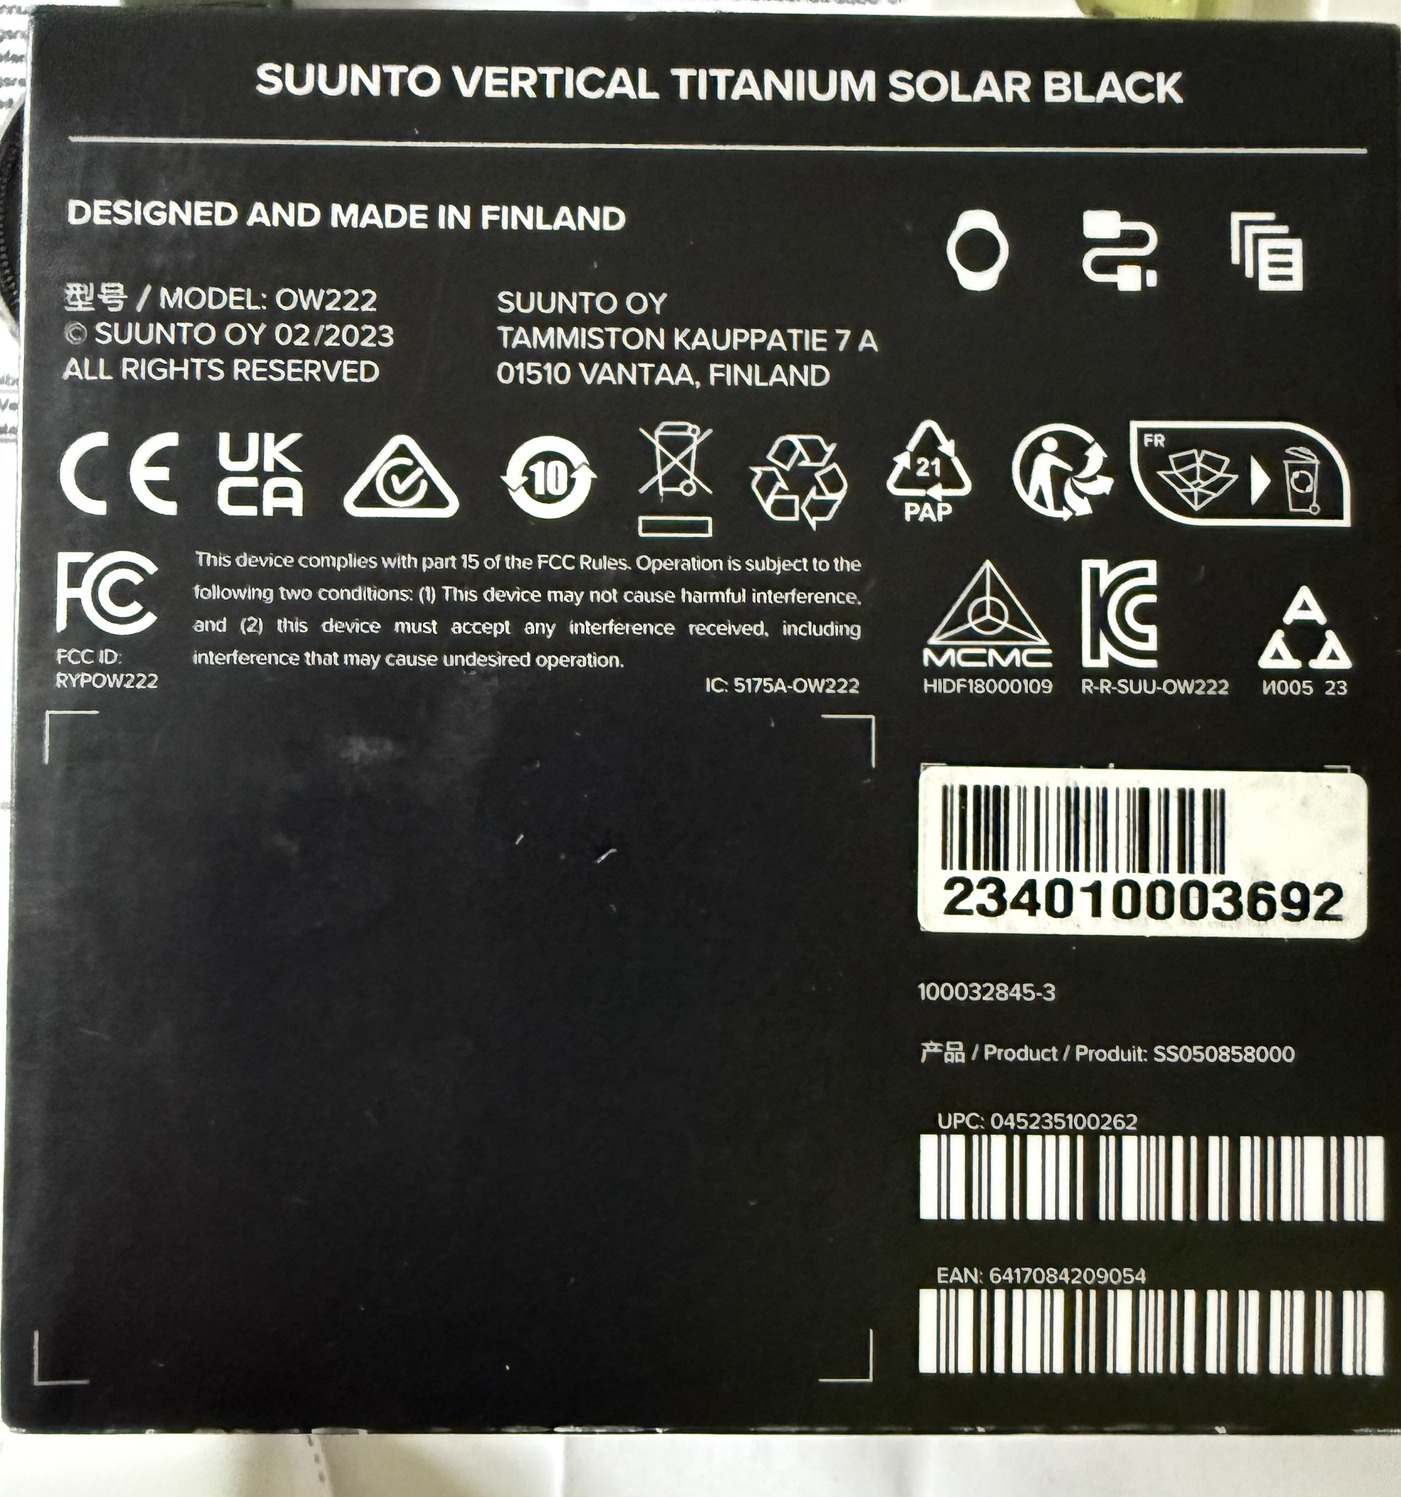 SUUNTO VERTICAL TITANIUM SOLAR BLACK
DESIGNED AND MADE IN FINLAND
型号 / MODEL: OW222
© SUUNTO OY 02/2023
ALL RIGHTS RESERVED
SUUNTO OY
TAMMISTON KAUPPATIE 7 A
01510 VANTAA, FINLAND
CE
UK
CA
10
21
PAP
FR
FC
FCC ID:
RYPOW222
This device complies with part 15 of the FCC Rules. Operation is subject to the
following two conditions: (1) This device may not cause harmful interference,
and (2) this device must accept any interference received, including
interference that may cause undesired operation.
IC: 5175A-OW222
MCMC
HIDF18000109
KC
R-R-SUU-OW222
И005 23
234010003692
100032845-3
产品 / Product / Produit: SS050858000
UPC: 045235100262
EAN: 6417084209054